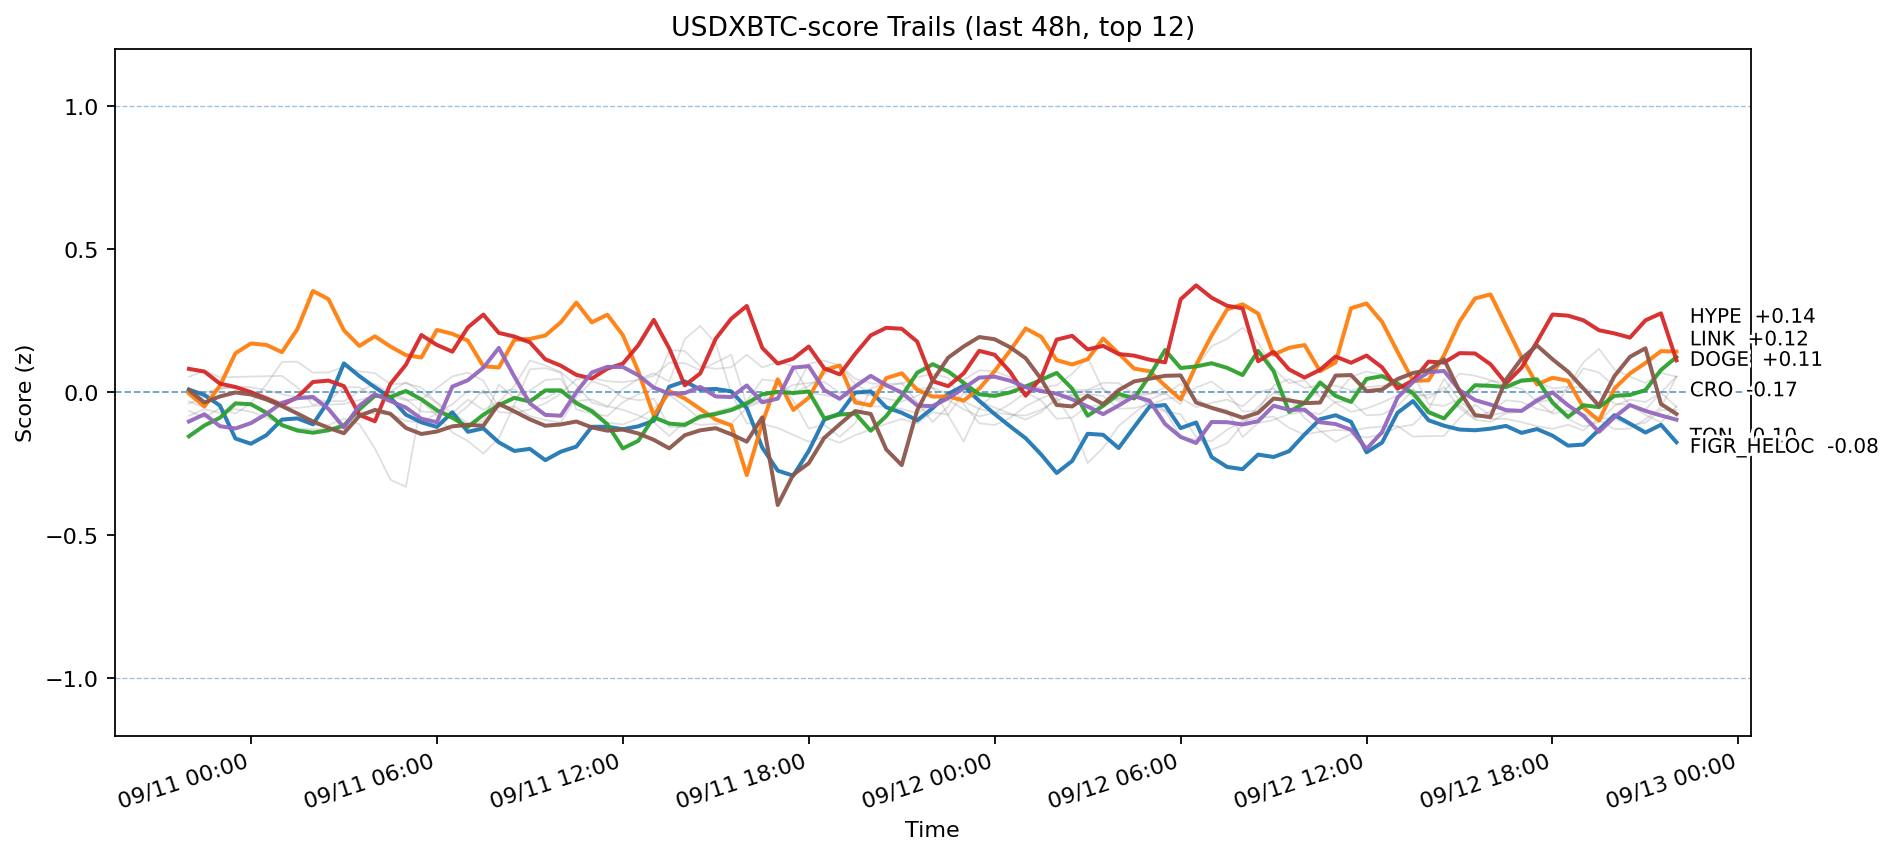 USDXBTC-score Trails (last 48h, top 12)
Score (z)
1.0
0.5
0.0
−0.5
−1.0
HYPE +0.14
LINK +0.12
DOGE +0.11
CRO -0.17
FIGR_HELOC -0.08
09/11 00:00
09/11 06:00
09/11 12:00
09/11 18:00
09/12 00:00
09/12 06:00
09/12 12:00
09/12 18:00
09/13 00:00
Time